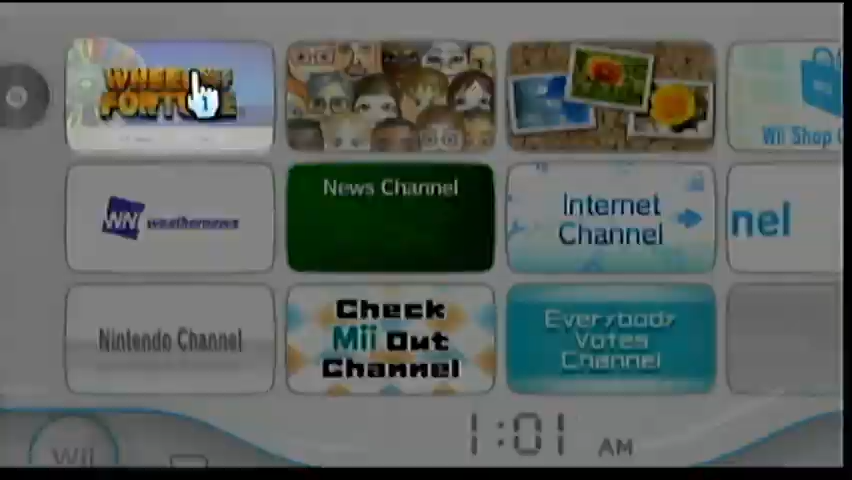 WHEEL OF
FORTUNE
Wii Shop
WN weathernews
News Channel
Internet
Channel
nel
Nintendo Channel
Check
Mii Out
Channel
Everybody
Votes
Channel
Wii
1:01 AM